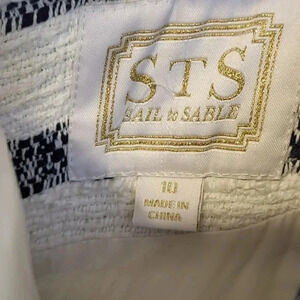 STS
SAIL to SABLE
10
MADE IN
CHINA